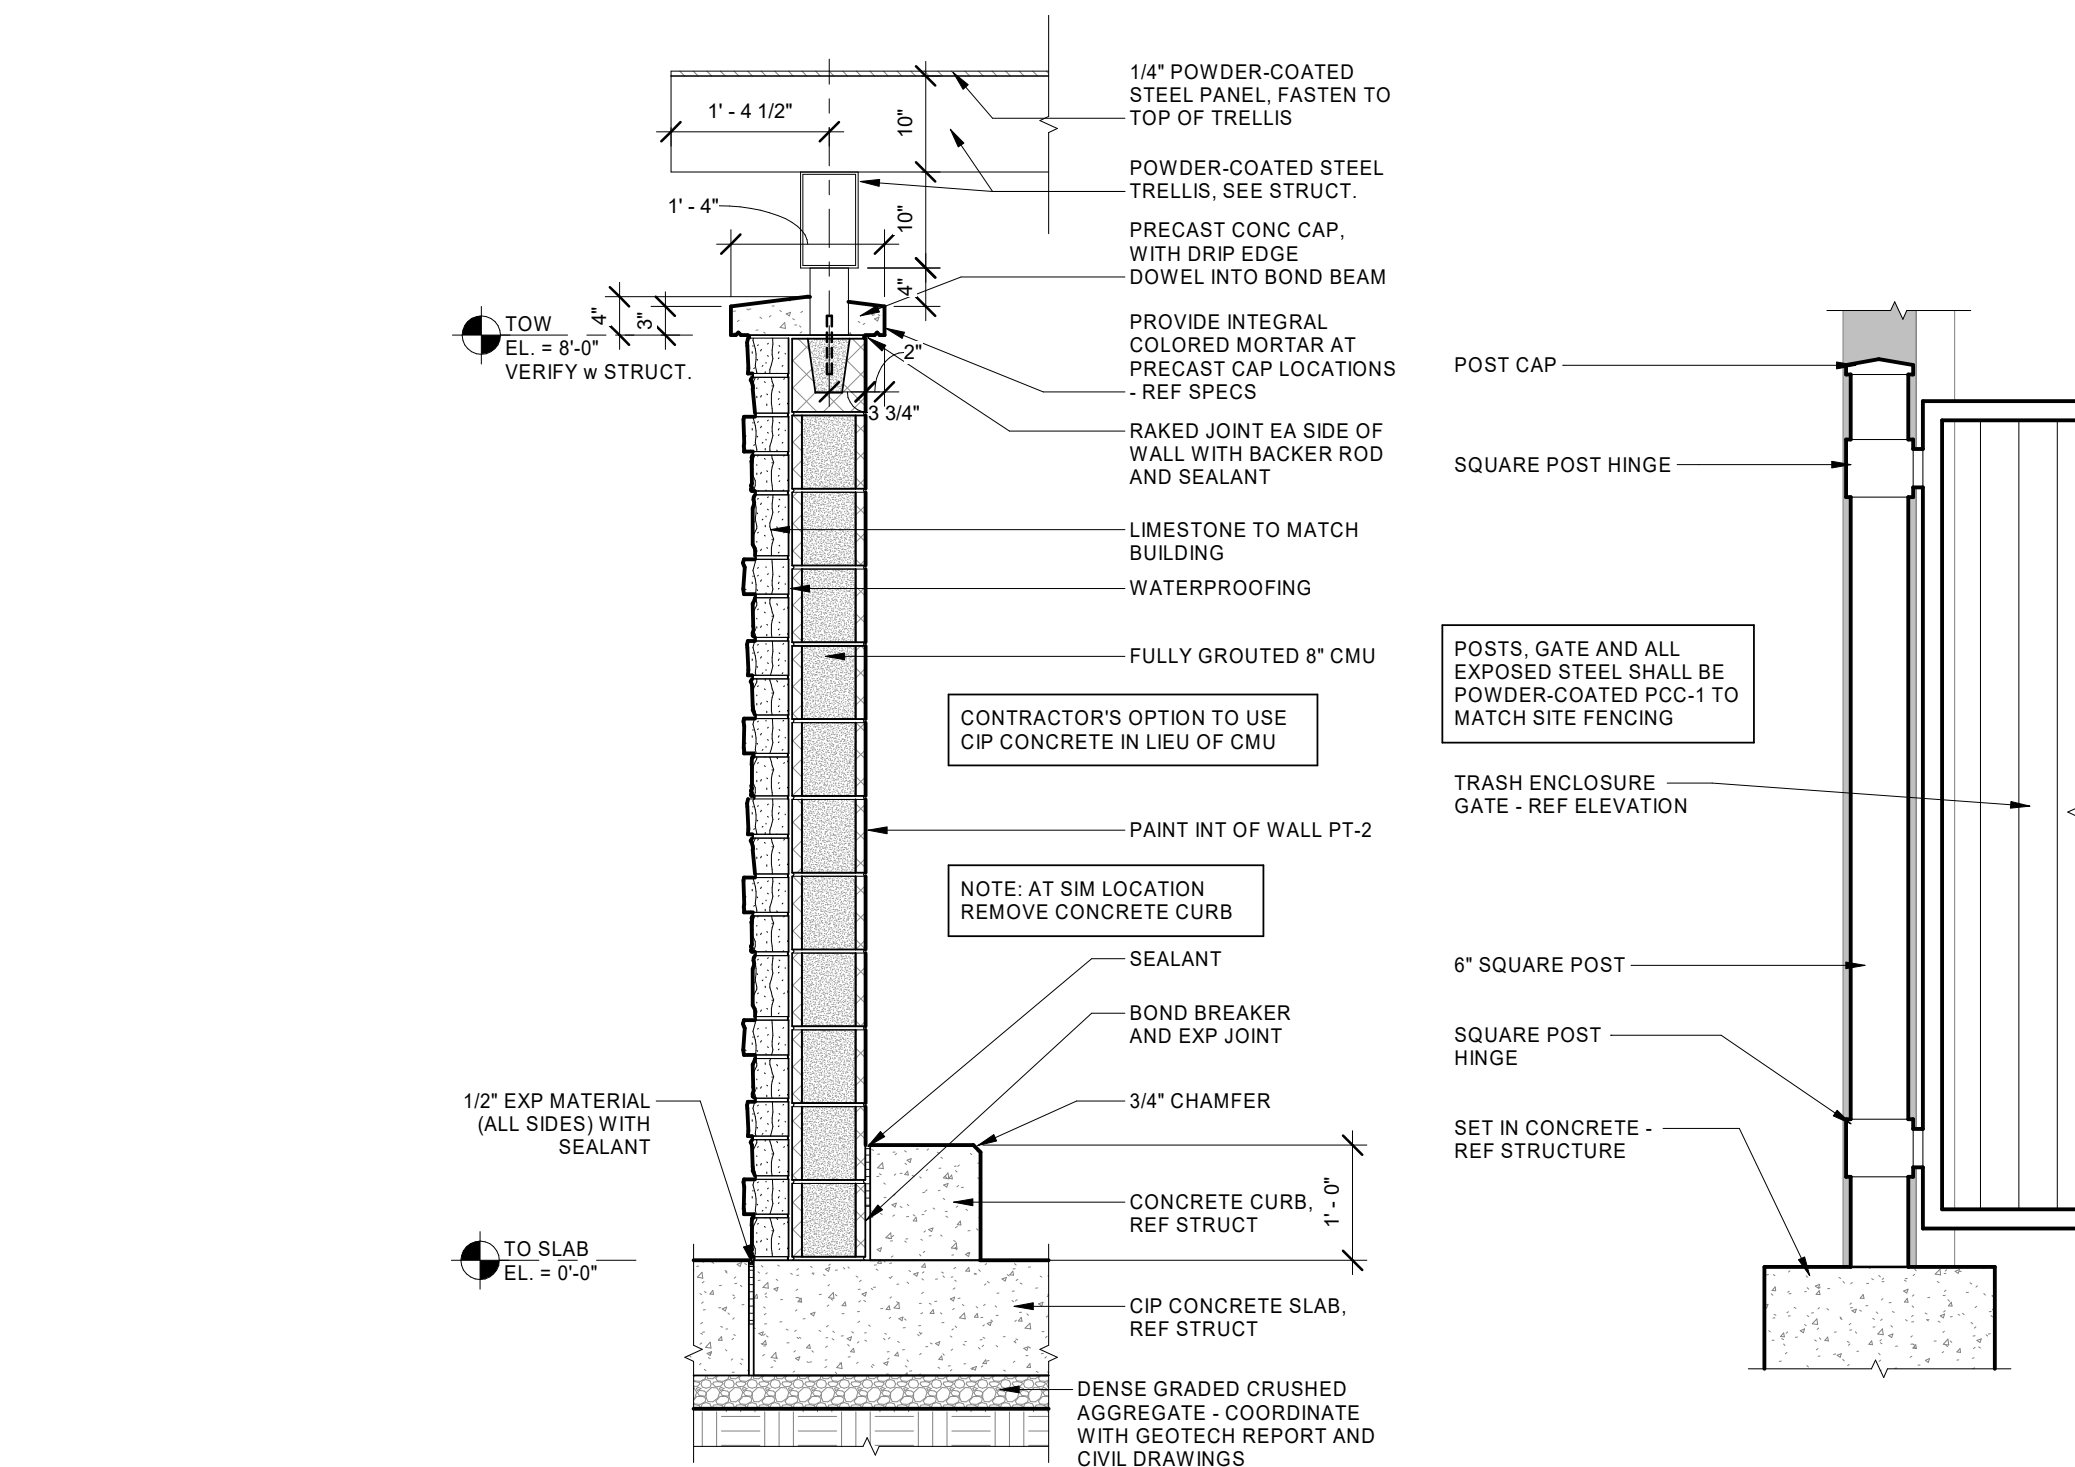 1/4" POWDER-COATED
STEEL PANEL, FASTEN TO
TOP OF TRELLIS
1' - 4 1/2"
10"
POWDER-COATED STEEL
TRELLIS, SEE STRUCT.
1' - 4"
10"
PRECAST CONC CAP,
WITH DRIP EDGE
DOWEL INTO BOND BEAM
4"
4"
3"
TOW
EL. = 8'-0"
VERIFY w STRUCT.
PROVIDE INTEGRAL
COLORED MORTAR AT
PRECAST CAP LOCATIONS
- REF SPECS
2"
3 3/4"
RAKED JOINT EA SIDE OF
WALL WITH BACKER ROD
AND SEALANT
LIMESTONE TO MATCH
BUILDING
WATERPROOFING
FULLY GROUTED 8" CMU
CONTRACTOR'S OPTION TO USE
CIP CONCRETE IN LIEU OF CMU
PAINT INT OF WALL PT-2
NOTE: AT SIM LOCATION
REMOVE CONCRETE CURB
SEALANT
BOND BREAKER
AND EXP JOINT
1/2" EXP MATERIAL
(ALL SIDES) WITH
SEALANT
3/4" CHAMFER
CONCRETE CURB,
REF STRUCT
1' - 0"
TO SLAB
EL. = 0'-0"
CIP CONCRETE SLAB,
REF STRUCT
DENSE GRADED CRUSHED
AGGREGATE - COORDINATE
WITH GEOTECH REPORT AND
CIVIL DRAWINGS
POST CAP
SQUARE POST HINGE
POSTS, GATE AND ALL
EXPOSED STEEL SHALL BE
POWDER-COATED PCC-1 TO
MATCH SITE FENCING
TRASH ENCLOSURE
GATE - REF ELEVATION
6" SQUARE POST
SQUARE POST
HINGE
SET IN CONCRETE -
REF STRUCTURE